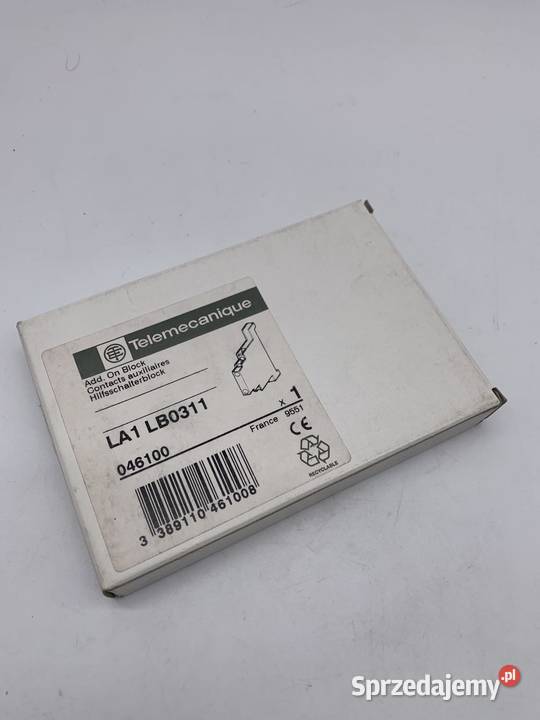 Telemecanique
Add. On Block
Contacts auxiliaires
Hilfsschalterblock
LA1 LB0311
x 1
046100
France 9551
CE
3 389110 461008
RECYCLABLE
Sprzedajemy.pl